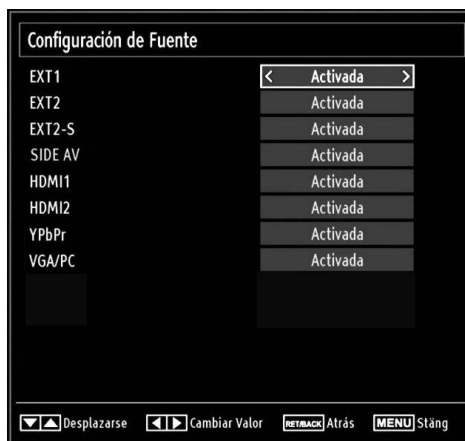 Configuración de Fuente
EXT1 < Activada >
EXT2 Activada
EXT2-S Activada
SIDE AV Activada
HDMI1 Activada
HDMI2 Activada
YPbPr Activada
VGA/PC Activada
Desplazarse Cambiar Valor RET/BACK Atrás MENU Stäng